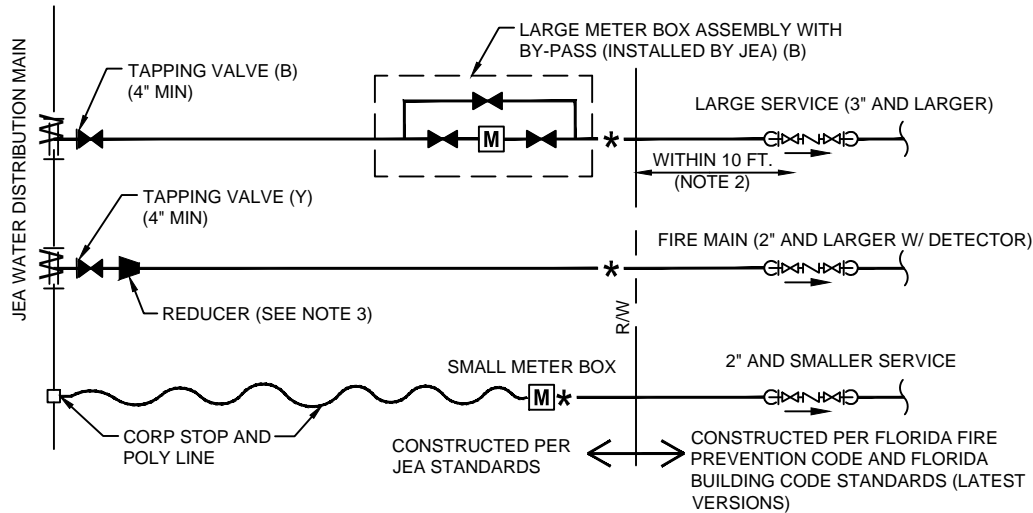 JEA WATER DISTRIBUTION MAIN
TAPPING VALVE (B)
(4" MIN)
LARGE METER BOX ASSEMBLY WITH
BY-PASS (INSTALLED BY JEA) (B)
M
*
LARGE SERVICE (3" AND LARGER)
WITHIN 10 FT.
(NOTE 2)
TAPPING VALVE (Y)
(4" MIN)
REDUCER (SEE NOTE 3)
*
FIRE MAIN (2" AND LARGER W/ DETECTOR)
R/W
SMALL METER BOX
M *
2" AND SMALLER SERVICE
CORP STOP AND
POLY LINE
CONSTRUCTED PER
JEA STANDARDS
CONSTRUCTED PER FLORIDA FIRE
PREVENTION CODE AND FLORIDA
BUILDING CODE STANDARDS (LATEST
VERSIONS)